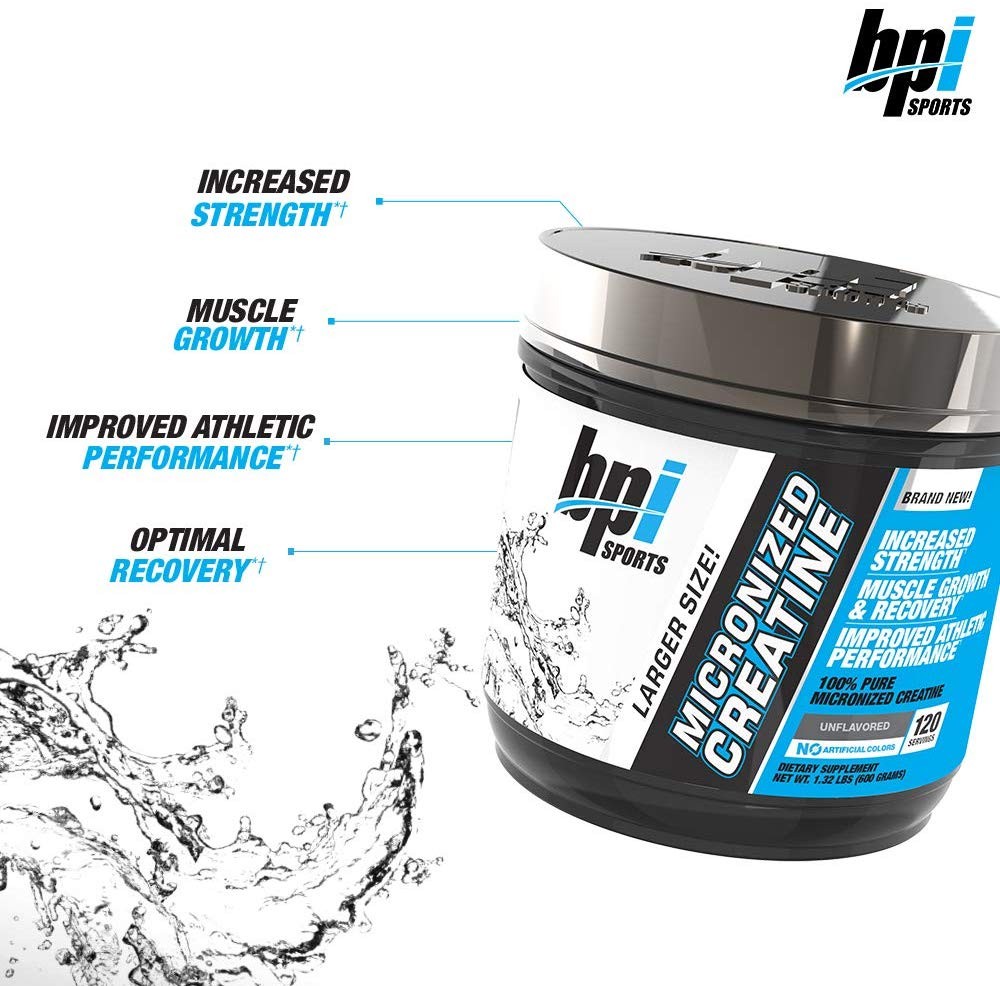 bpi
SPORTS
INCREASED
STRENGTH*†
MUSCLE
GROWTH*†
IMPROVED ATHLETIC
PERFORMANCE*†
OPTIMAL
RECOVERY*†
bpi
SPORTS
LARGER SIZE!
MICRONIZED
CREATINE
BRAND NEW!
INCREASED
STRENGTH*
MUSCLE GROWTH
& RECOVERY*
IMPROVED ATHLETIC
PERFORMANCE*
100% PURE
MICRONIZED CREATINE
UNFLAVORED
120
SERVINGS
NO ARTIFICIAL COLORS
DIETARY SUPPLEMENT
NET WT. 1.32 LBS (600 GRAMS)